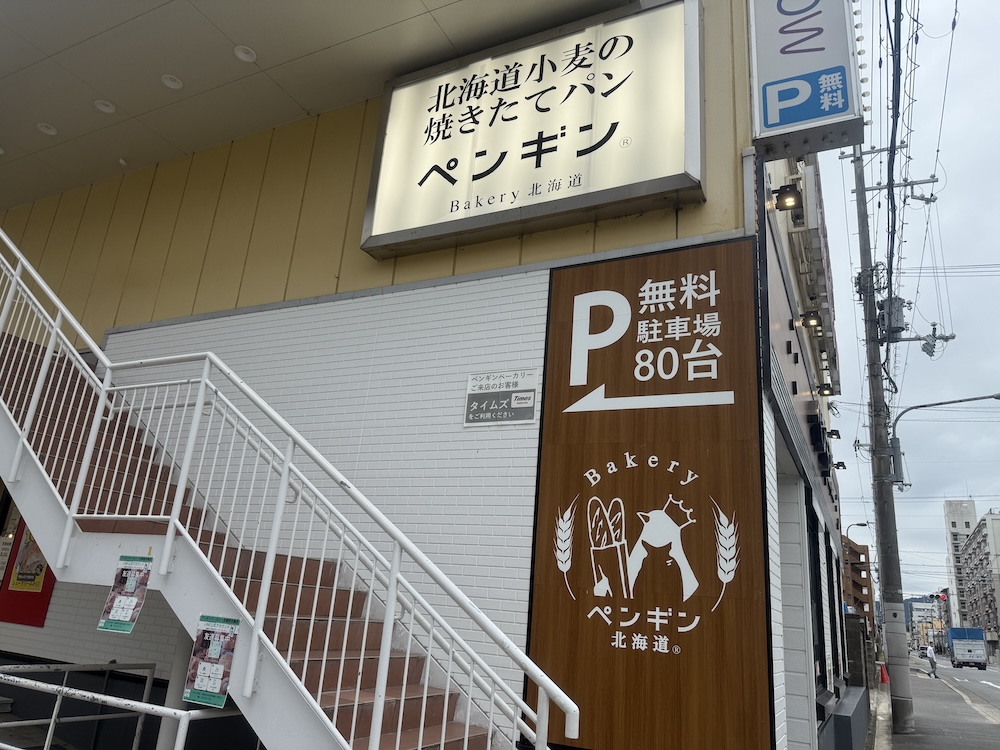 北海道小麦の
焼きたてパン
ペンギン®
Bakery 北海道
P 無料
P 無料
駐車場
80台
ペンギンベーカリー
ご来店のお客様
タイムズ Times
をご利用ください
Bakery
ペンギン
北海道®